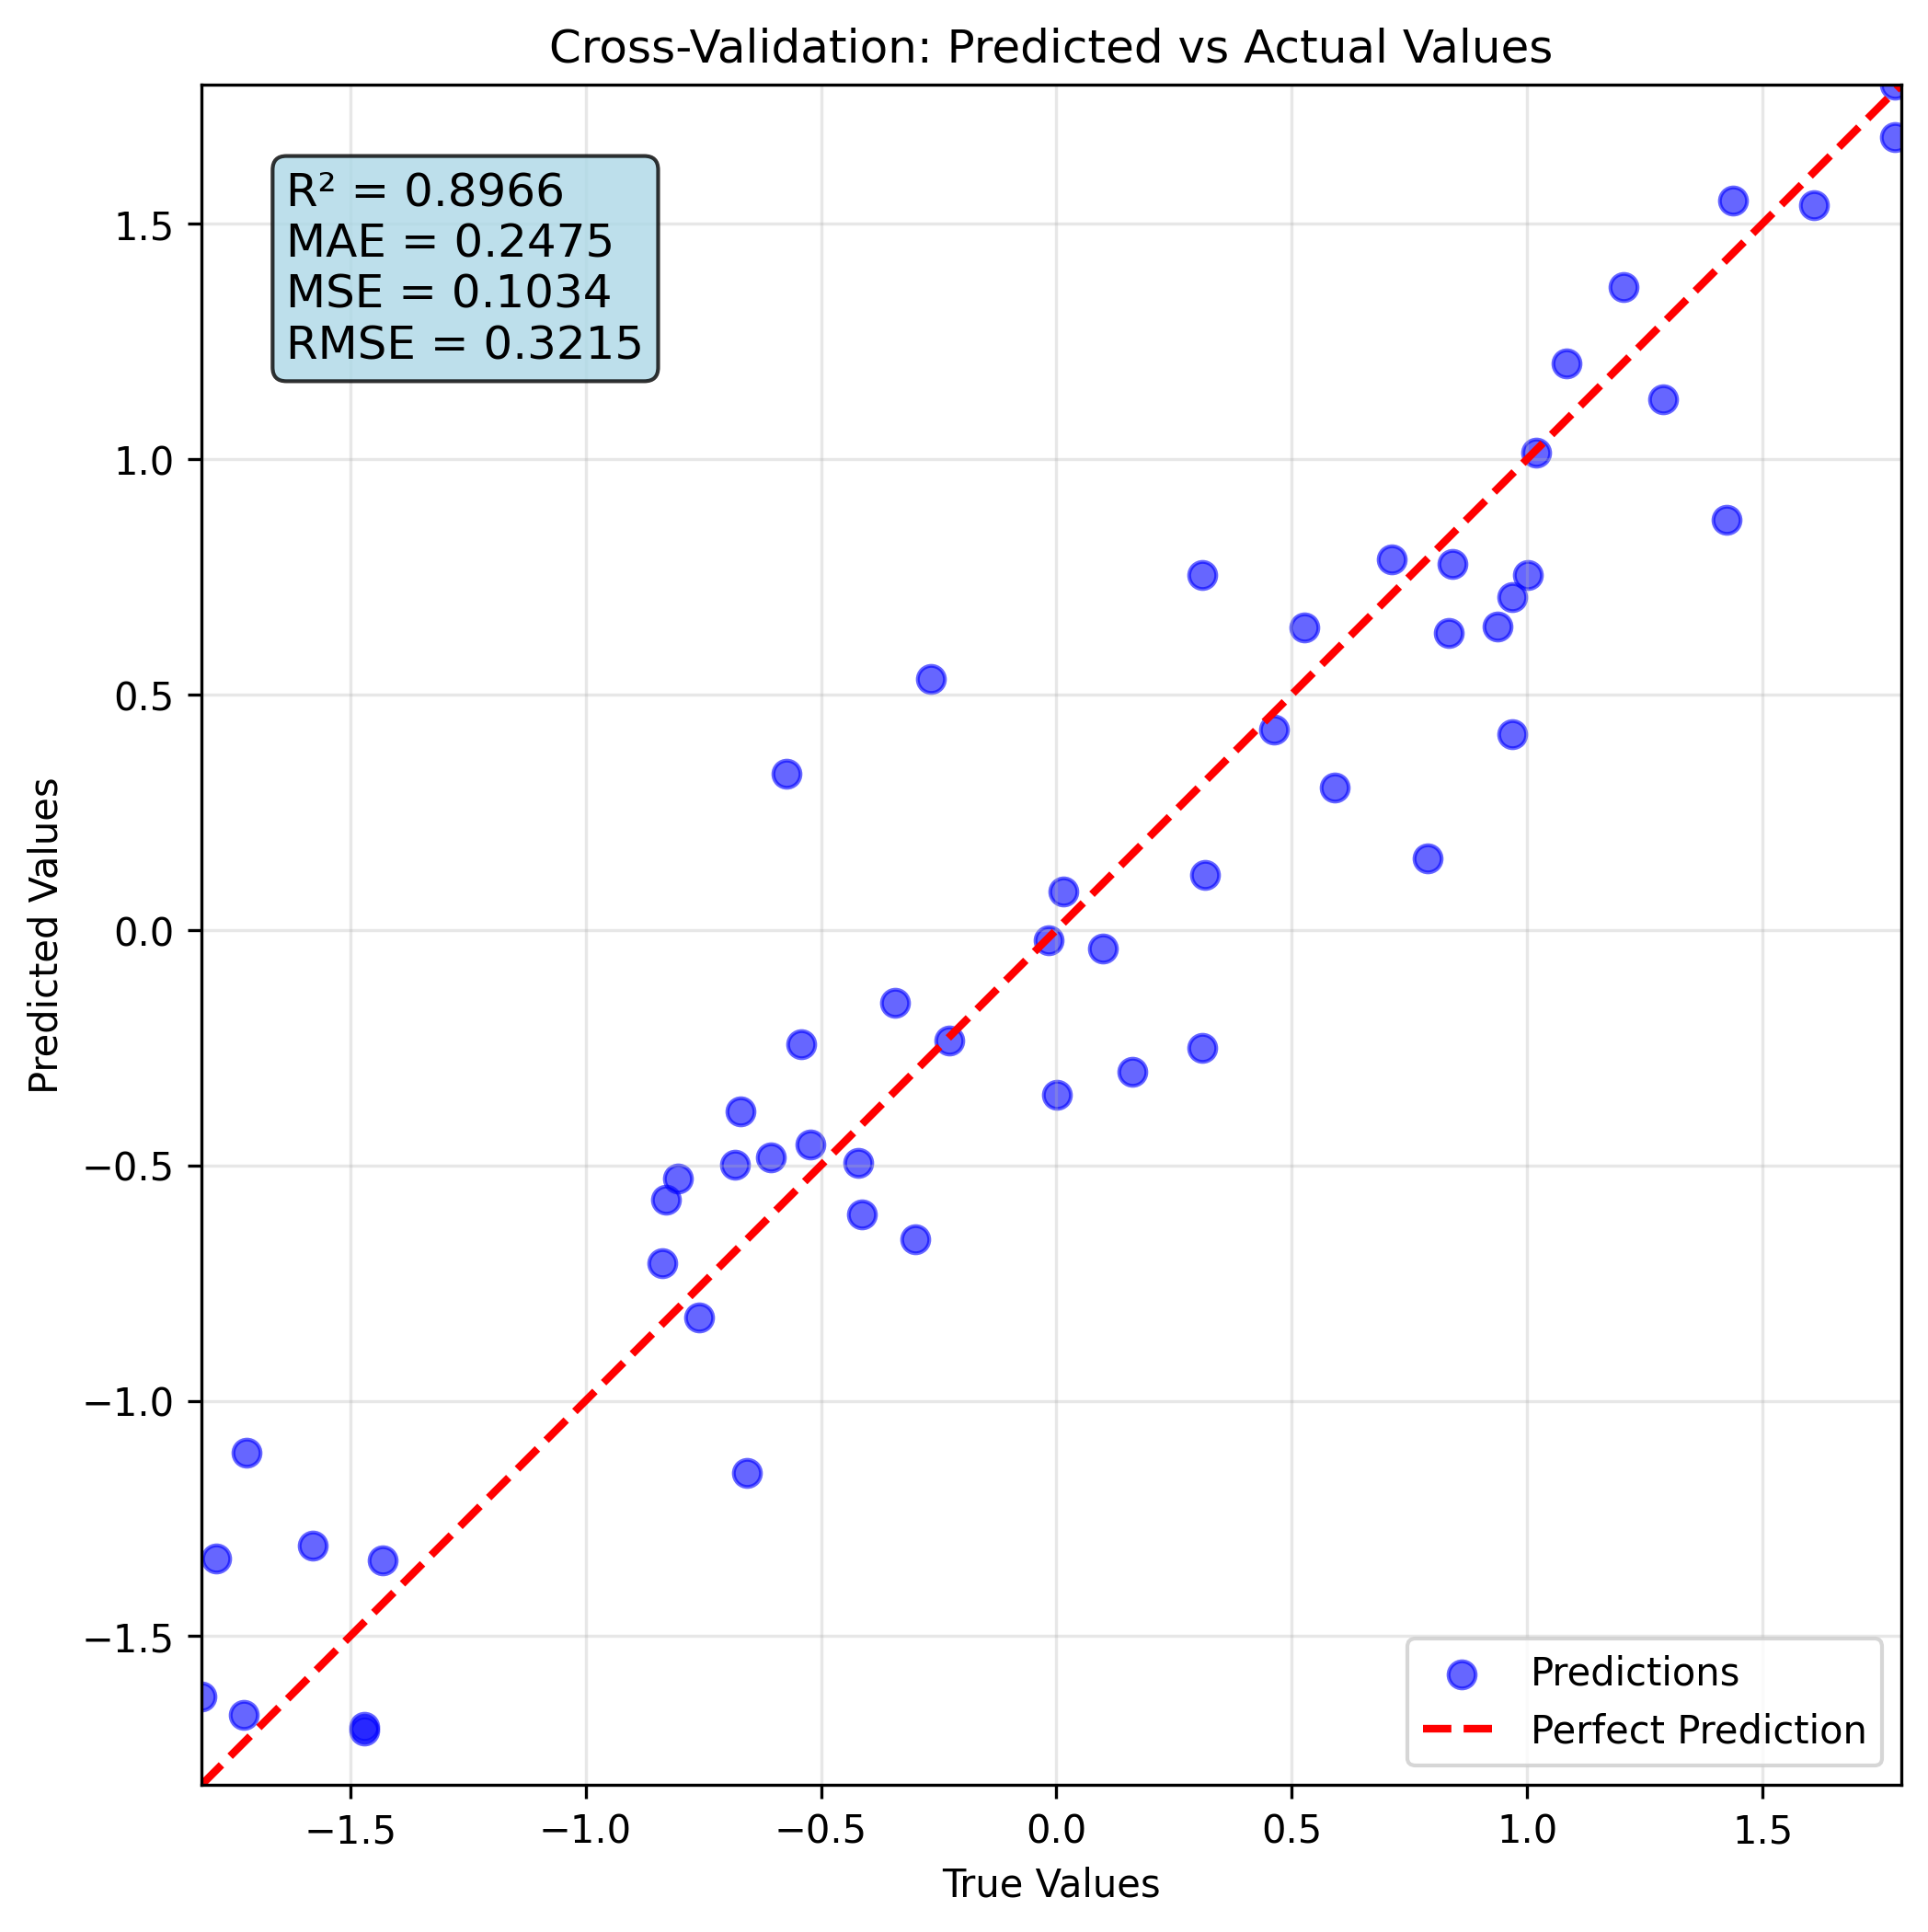 Cross-Validation: Predicted vs Actual Values
R² = 0.8966
MAE = 0.2475
MSE = 0.1034
RMSE = 0.3215
1.5
1.0
0.5
0.0
−0.5
−1.0
−1.5
Predicted Values
Predictions
Perfect Prediction
−1.5 −1.0 −0.5 0.0 0.5 1.0 1.5
True Values